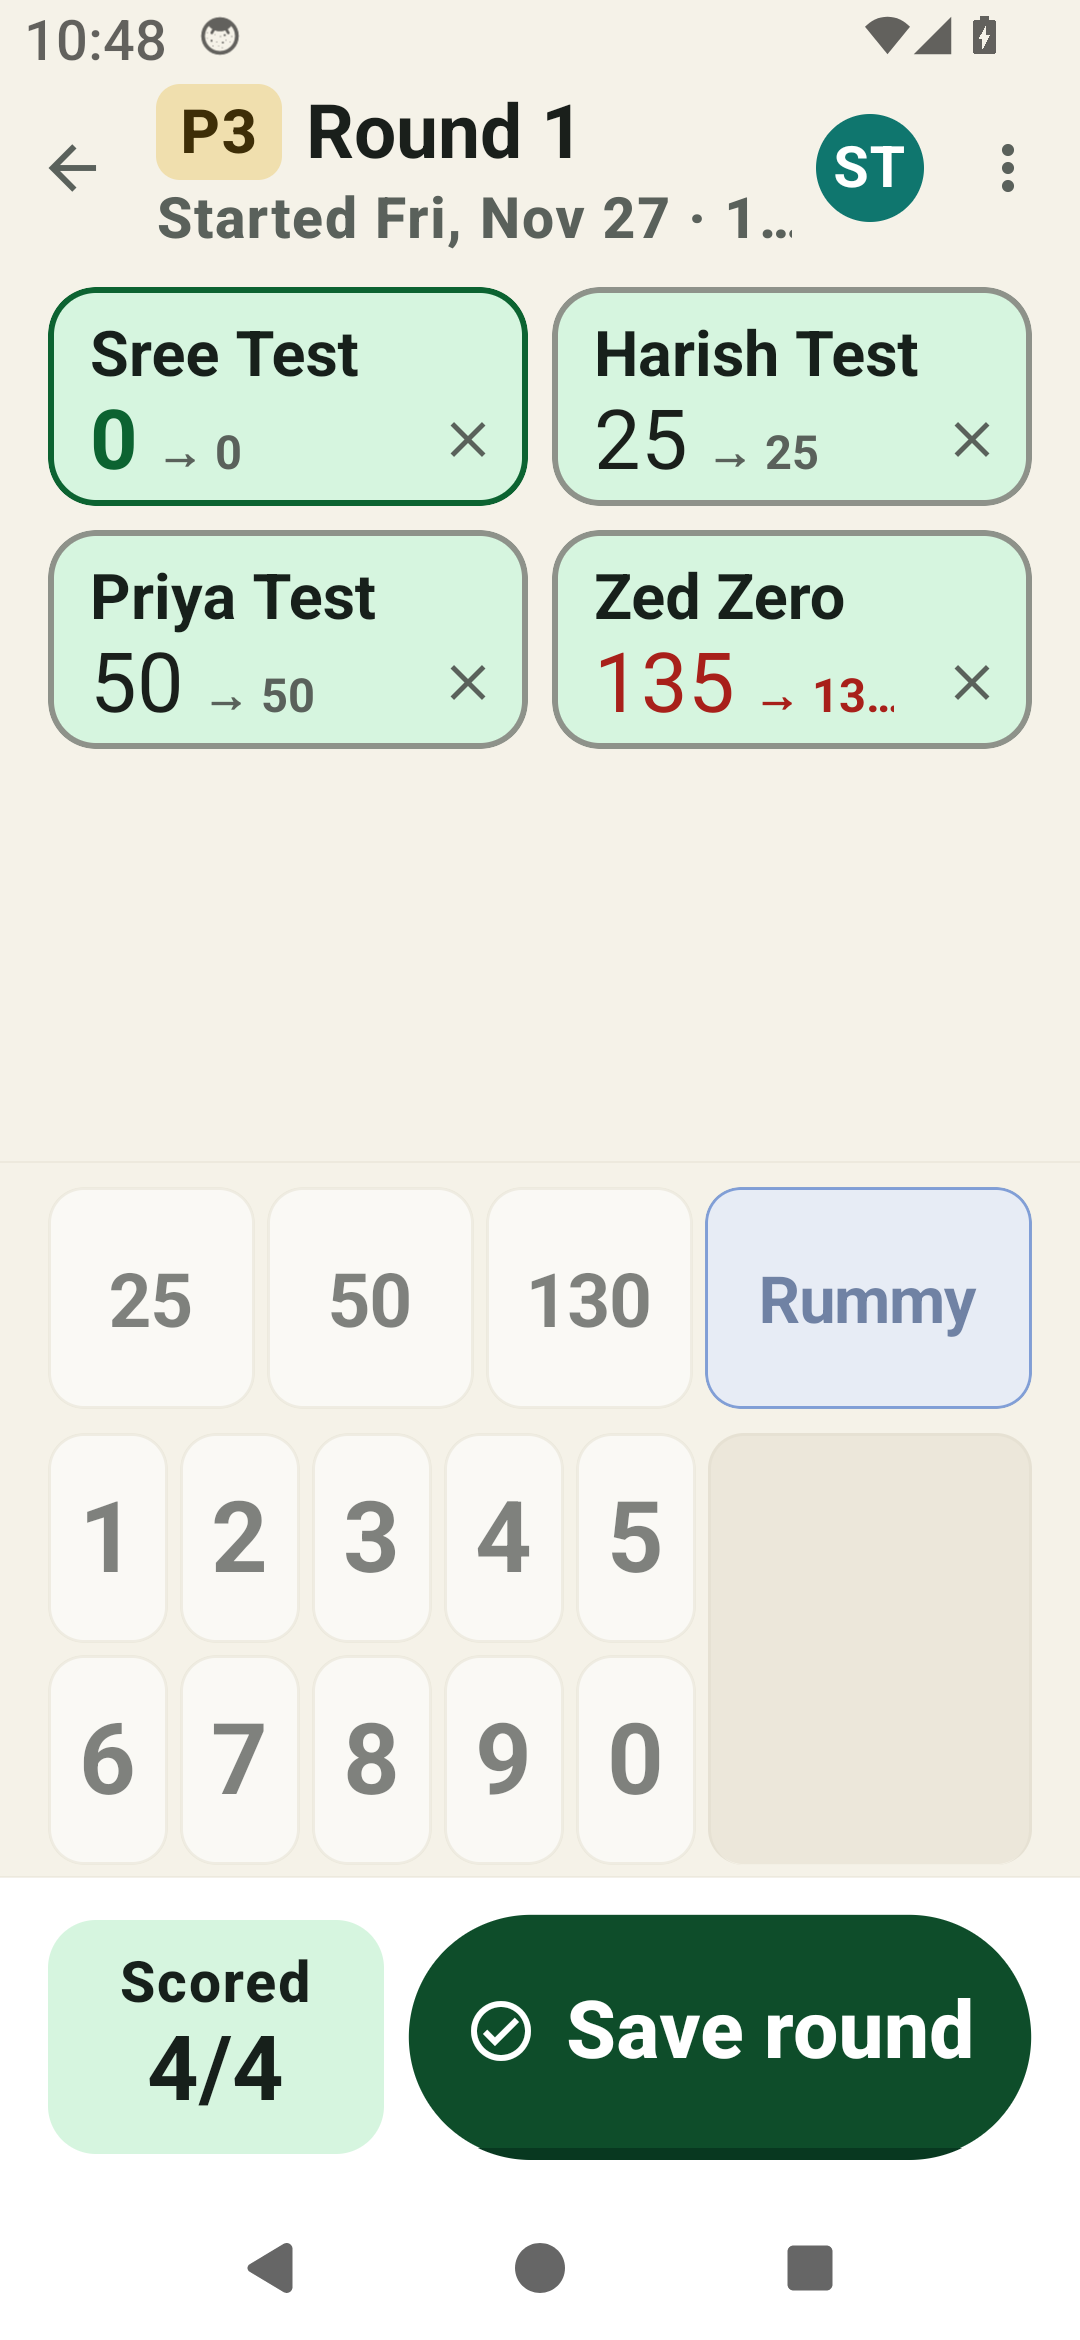 10:48
P3 Round 1
ST
Started Fri, Nov 27 · 1…
Sree Test
0 → 0
Harish Test
25 → 25
Priya Test
50 → 50
Zed Zero
135 → 13…
25 50 130 Rummy
1 2 3 4 5
6 7 8 9 0
Scored
4/4
Save round